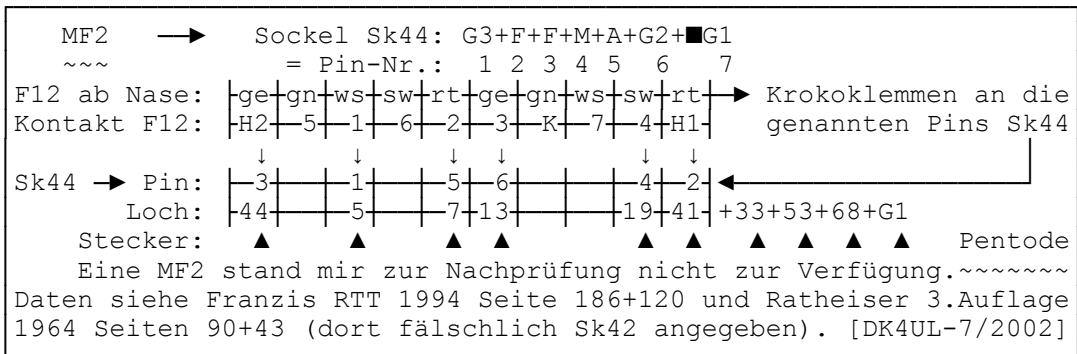 MF2 ──► Sockel Sk44: G3+F+F+M+A+G2+■G1
~~~ = Pin-Nr.: 1 2 3 4 5 6 7
F12 ab Nase: ├ge┼gn┼ws┼sw┼rt┼ge┼gn┼ws┼sw┼rt┼─► Krokoklemmen an die
Kontakt F12: ├H2┼─5┼─1┼─6┼─2┼─3┼─K┼─7┼─4┼H1┤ genannten Pins Sk44
↓ ↓ ↓ ↓ ↓ ↓
Sk44 ─► Pin: ├─3┼──┼─1┼──┼─5┼─6┼──┼──┼─4┼─2┤◄
Loch: ├44┼──┼─5┼──┼─7┼13┼──┼──┼19┼41┤+33+53+68+G1
Stecker: ▲ ▲ ▲ ▲ ▲ ▲ ▲ ▲ ▲ ▲ Pentode
Eine MF2 stand mir zur Nachprüfung nicht zur Verfügung.~~~~~~~
Daten siehe Franzis RTT 1994 Seite 186+120 und Ratheiser 3.Auflage
1964 Seiten 90+43 (dort fälschlich Sk42 angegeben). [DK4UL-7/2002]